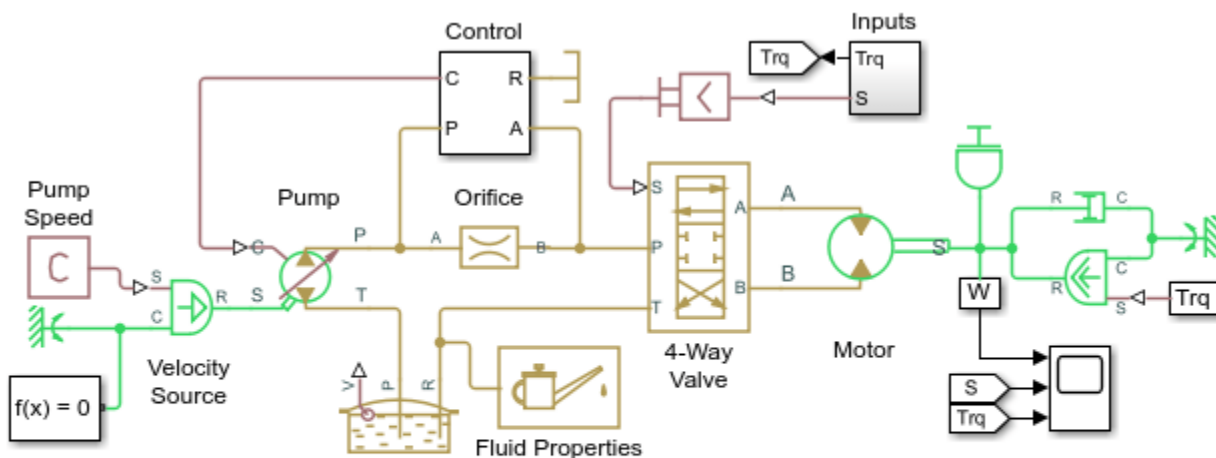 Control
Inputs
C
R
P
A
Trq
Trq
S
Pump
Speed
Pump
Orifice
C
S
C
R
S
C
P
T
A
B
S
P
T
A
B
A
B
4-Way
Valve
Motor
S
R
C
R
C
S
Trq
W
S
Trq
Velocity
Source
f(x) = 0
V
P
R
Fluid Properties